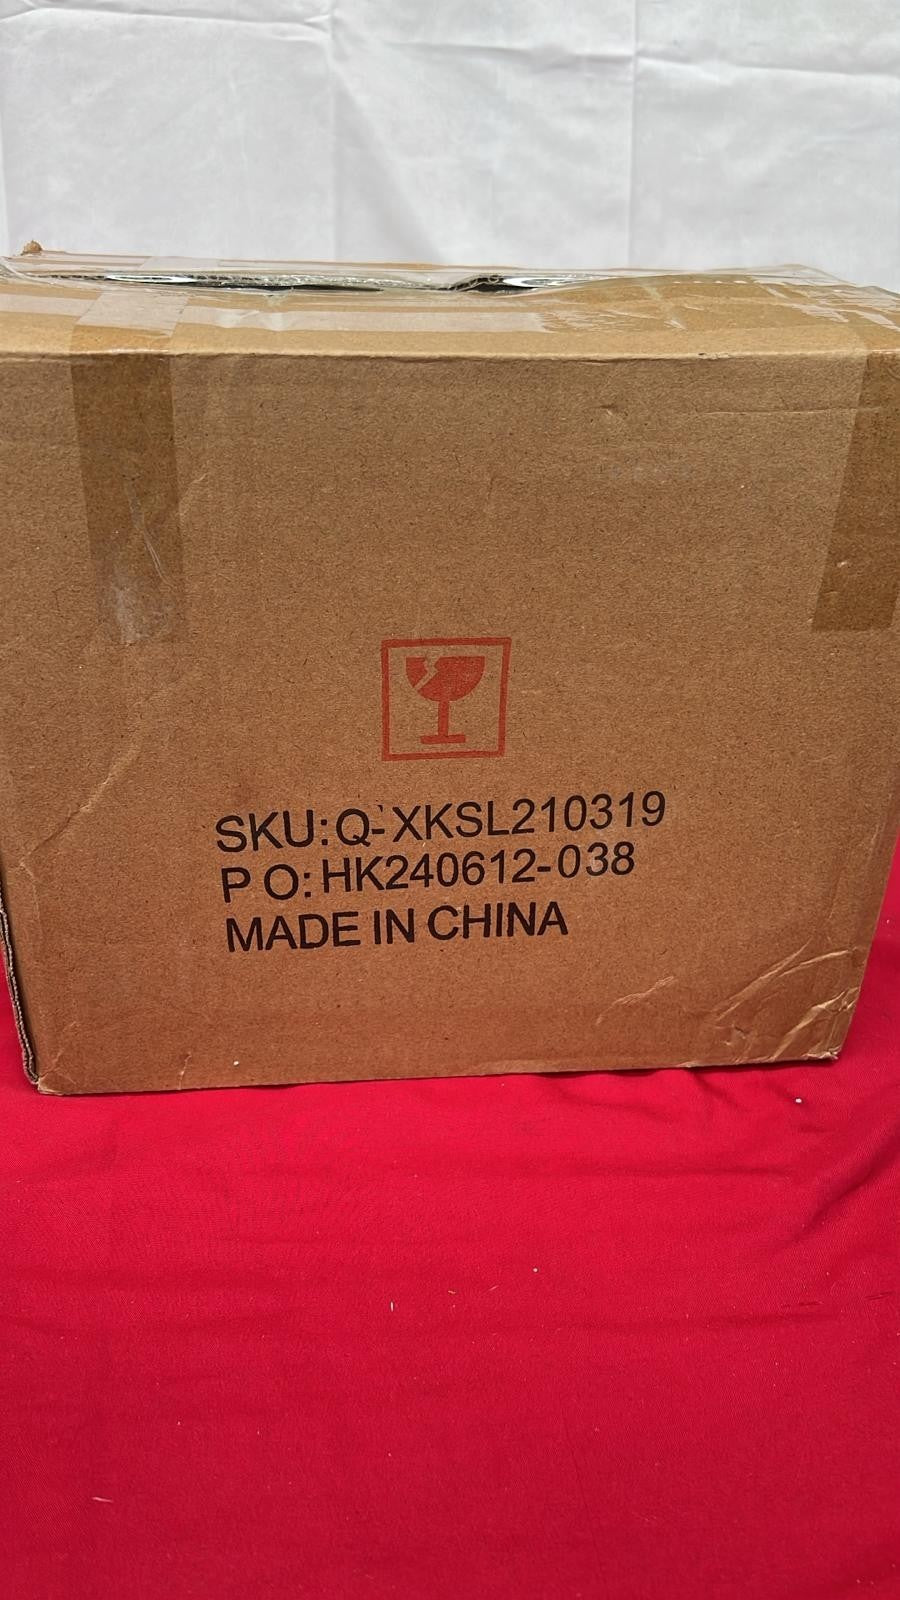 SKU:Q-XKSL210319
P O:HK240612-038
MADE IN CHINA